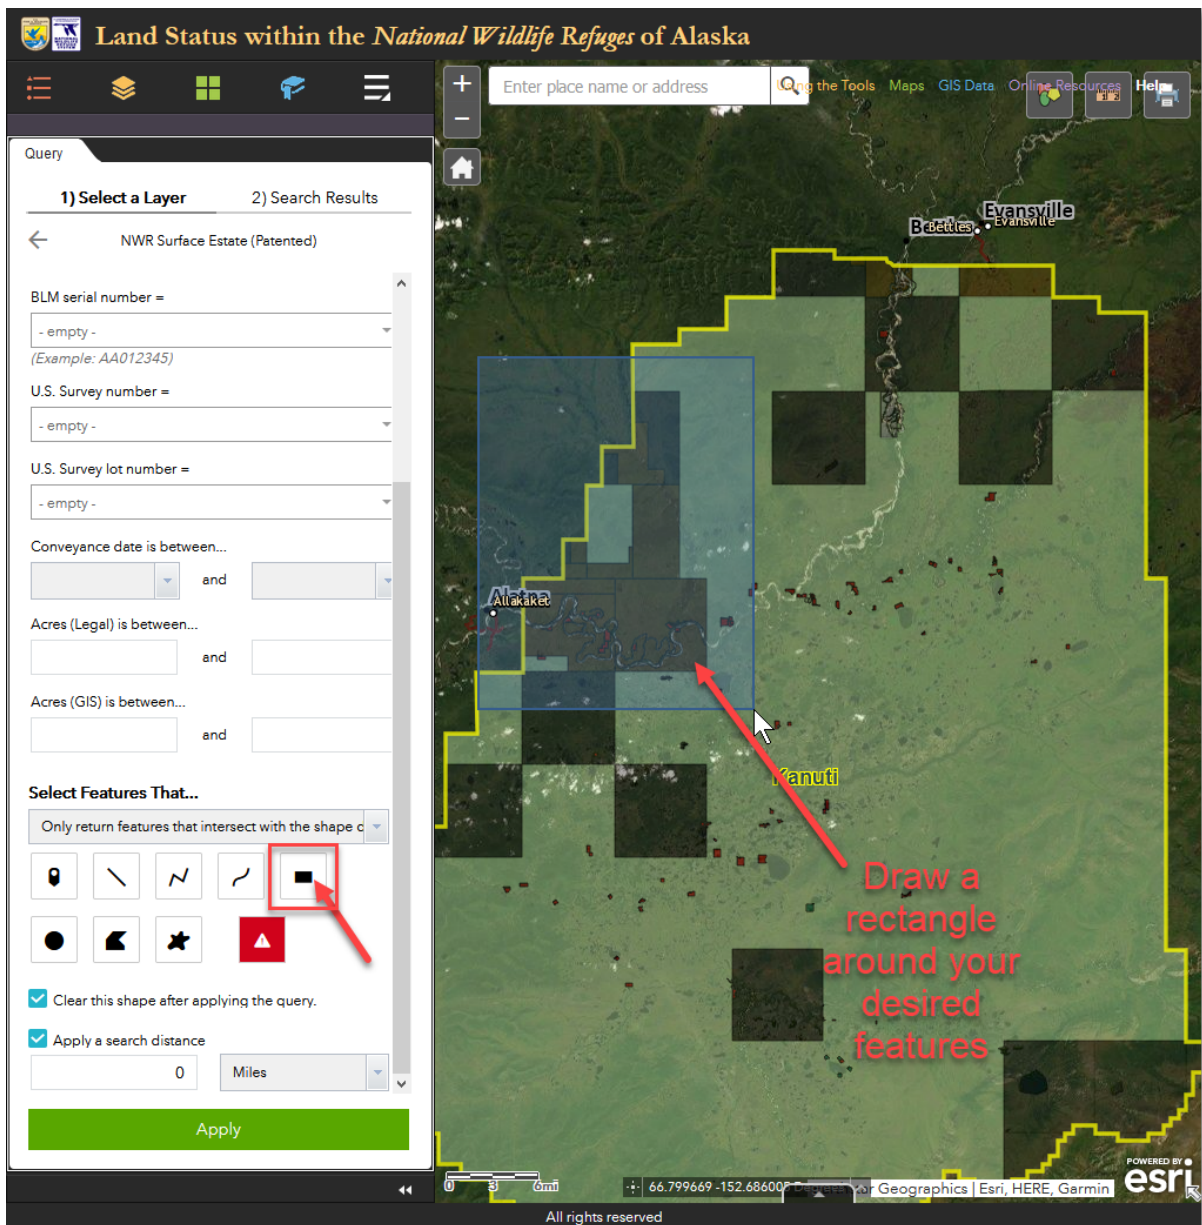 Land Status within the National Wildlife Refuges of Alaska
Enter place name or address
Using the Tools Maps GIS Data Online Resources Help
Query
1) Select a Layer 2) Search Results
NWR Surface Estate (Patented)
BLM serial number =
- empty -
(Example: AA012345)
U.S. Survey number =
- empty -
U.S. Survey lot number =
- empty -
Conveyance date is between...
and
Acres (Legal) is between...
and
Acres (GIS) is between...
and
Select Features That...
Only return features that intersect with the shape
Clear this shape after applying the query.
Apply a search distance
0 Miles
Apply
Evansville
Evansville
Bettles
Alatna
Allakaket
Kanuti
Draw a
rectangle
around your
desired
features
0 3 6mi
66.799669 -152.686005 Degrees
Geographics | Esri, HERE, Garmin
POWERED BY
esri
All rights reserved